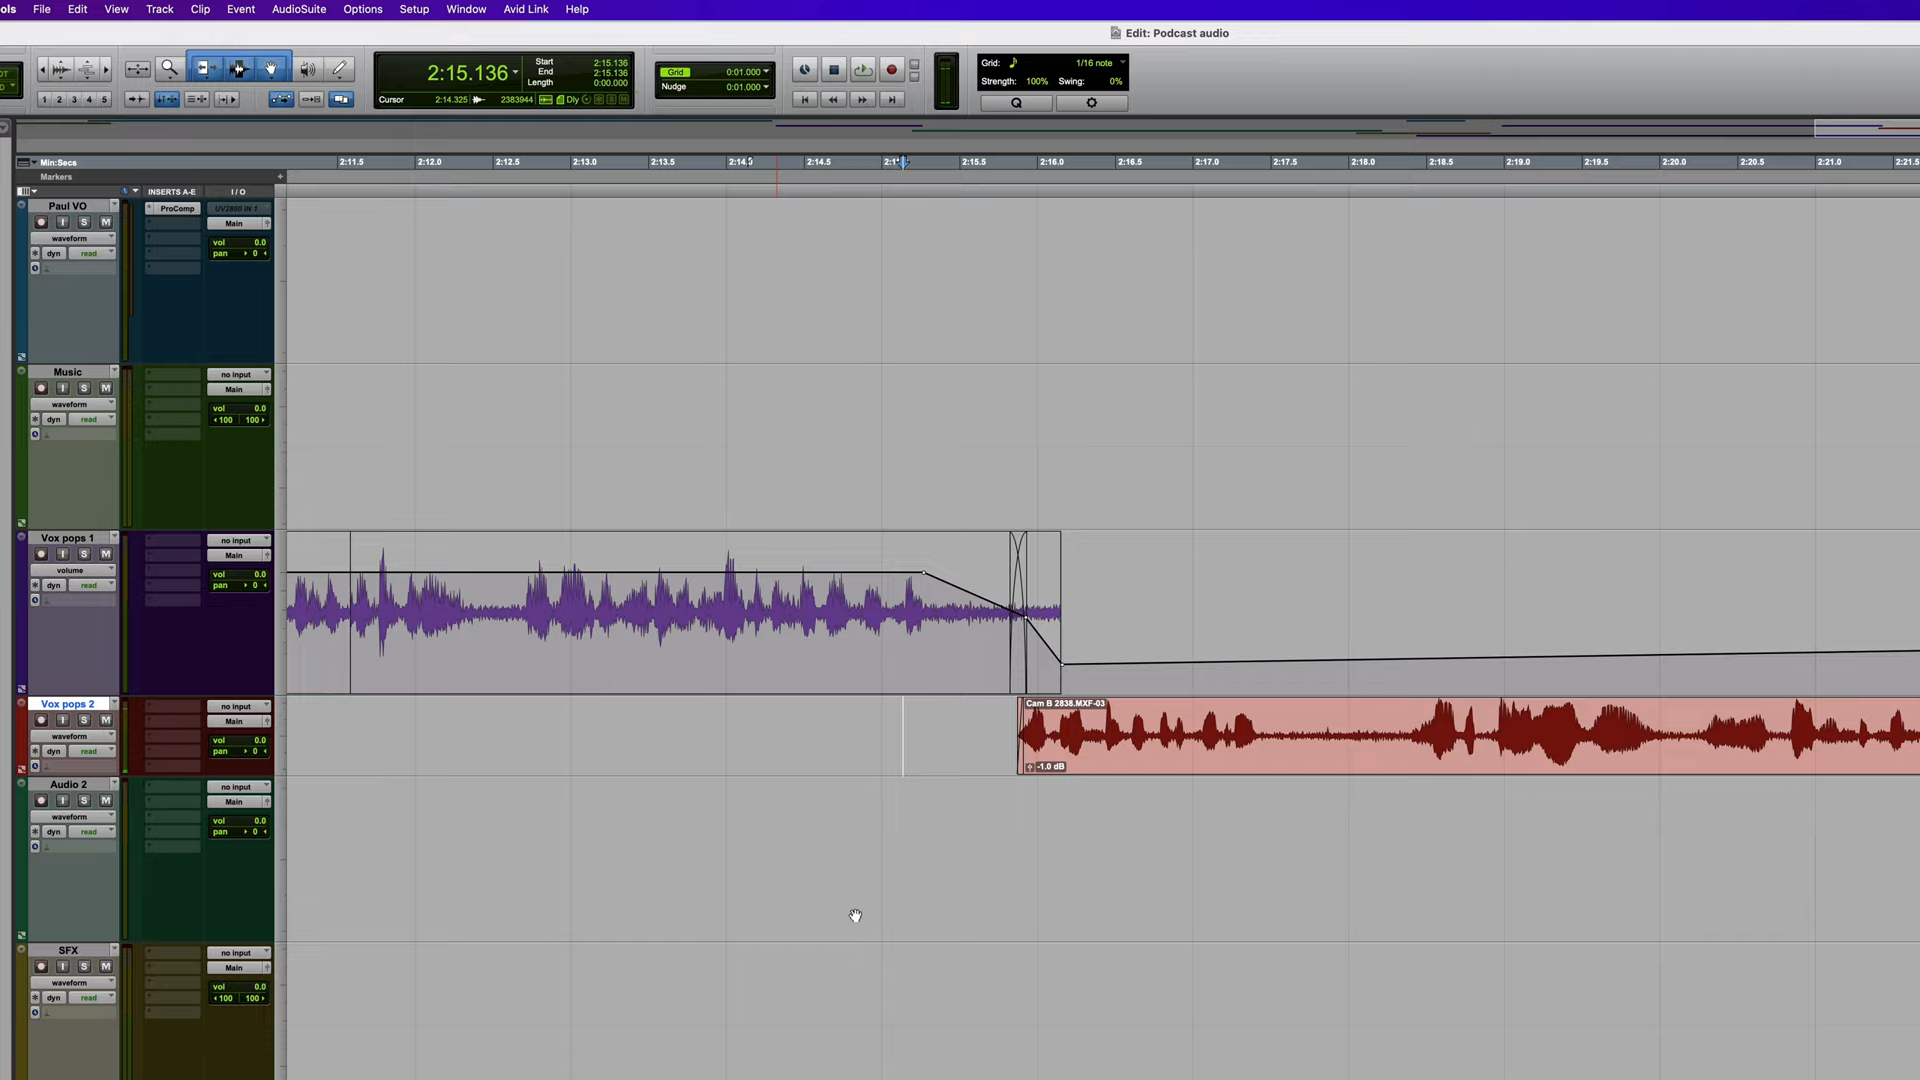 ols File Edit View Track Clip Event AudioSuite Options Setup Window Avid Link Help
Edit: Podcast audio
1 2 3 4 5
2:15.136
Start 2:15.136
End 2:15.136
Length 0:00.000
Cursor 2:14.325 2383944 Dly
Grid 0:01.000
Nudge 0:01.000
Grid: 1/16 note
Strength: 100% Swing: 0%
Min:Secs 2:11.5 2:12.0 2:12.5 2:13.0 2:13.5 2:14.5 2:15.5 2:16.0 2:16.5 2:17.0 2:17.5 2:18.0 2:18.5 2:19.0 2:19.5 2:20.0 2:20.5 2:21.0 2:21.5
Markers
INSERTS A-E I / O
Paul VO ProComp
I S M Main
waveform vol 0.0
dyn read pan 0
Music no input
I S M Main
waveform vol 0.0
dyn read 100 100
Vox pops 1 no input
I S M Main
volume vol 0.0
dyn read pan 0
Vox pops 2 no input
I S M Main
waveform vol 0.0
dyn read pan 0
Cam B 2838.MXF-03
-1.0 dB
Audio 2 no input
I S M Main
waveform vol 0.0
dyn read pan 0
SFX no input
I S M Main
waveform vol 0.0
dyn read 100 100